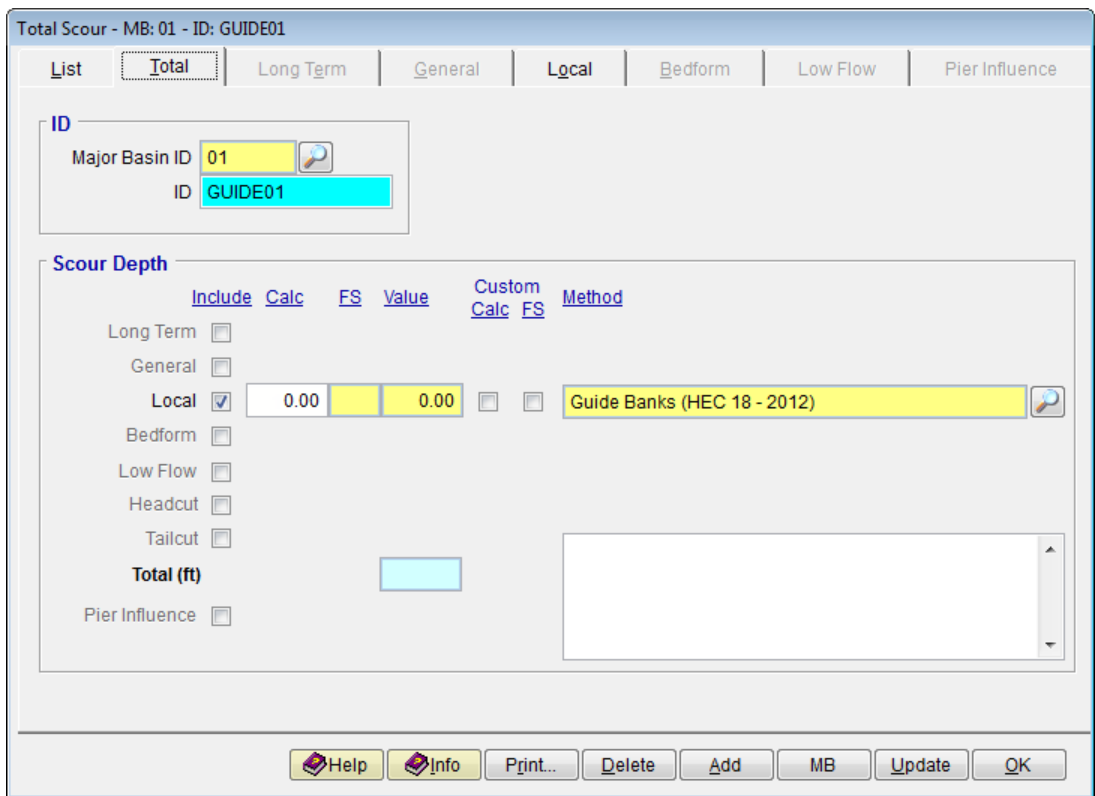 Total Scour - MB: 01 - ID: GUIDE01
List Total Long Term General Local Bedform Low Flow Pier Influence
ID
Major Basin ID 01
ID GUIDE01
Scour Depth
Include Calc FS Value Custom Calc FS Method
Long Term
General
Local 0.00 0.00 Guide Banks (HEC 18 - 2012)
Bedform
Low Flow
Headcut
Tailcut
Total (ft)
Pier Influence
Help Info Print... Delete Add MB Update OK